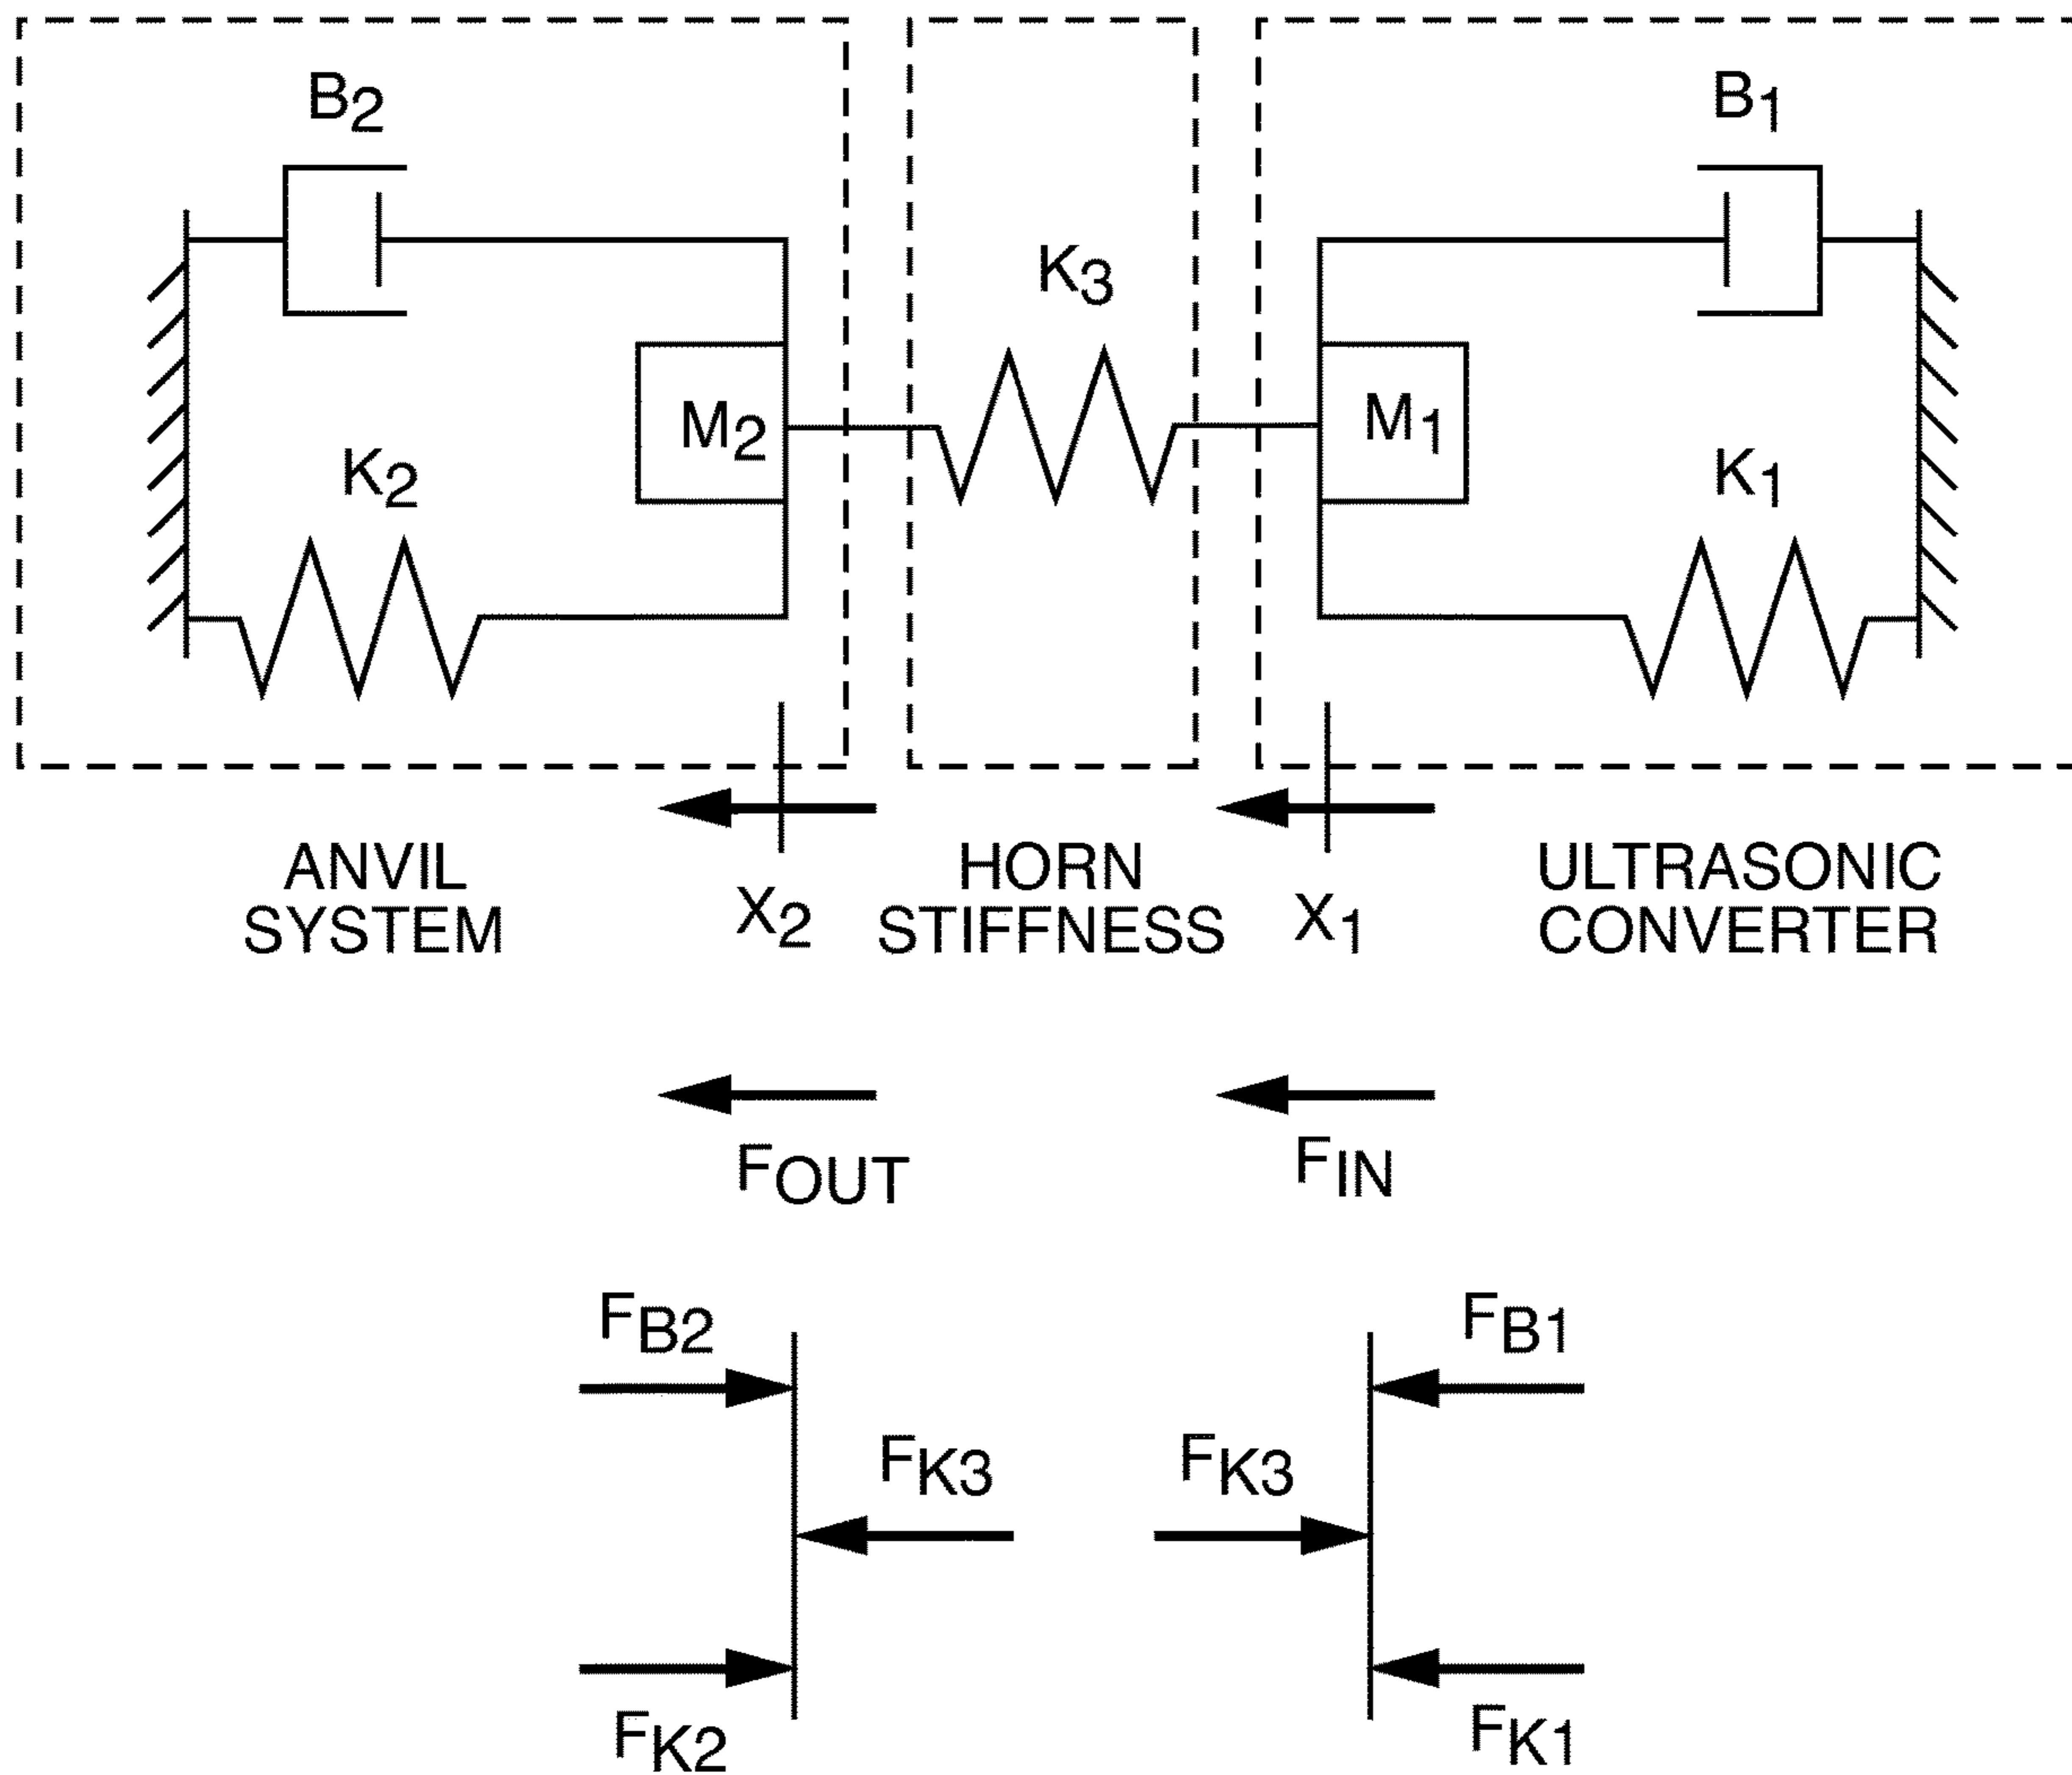 B2
B1
K3
M2
M1
K2
K1
ANVIL
SYSTEM
X2
HORN
STIFFNESS
X1
ULTRASONIC
CONVERTER
FOUT
FIN
FB2
FB1
FK3
FK3
FK2
FK1